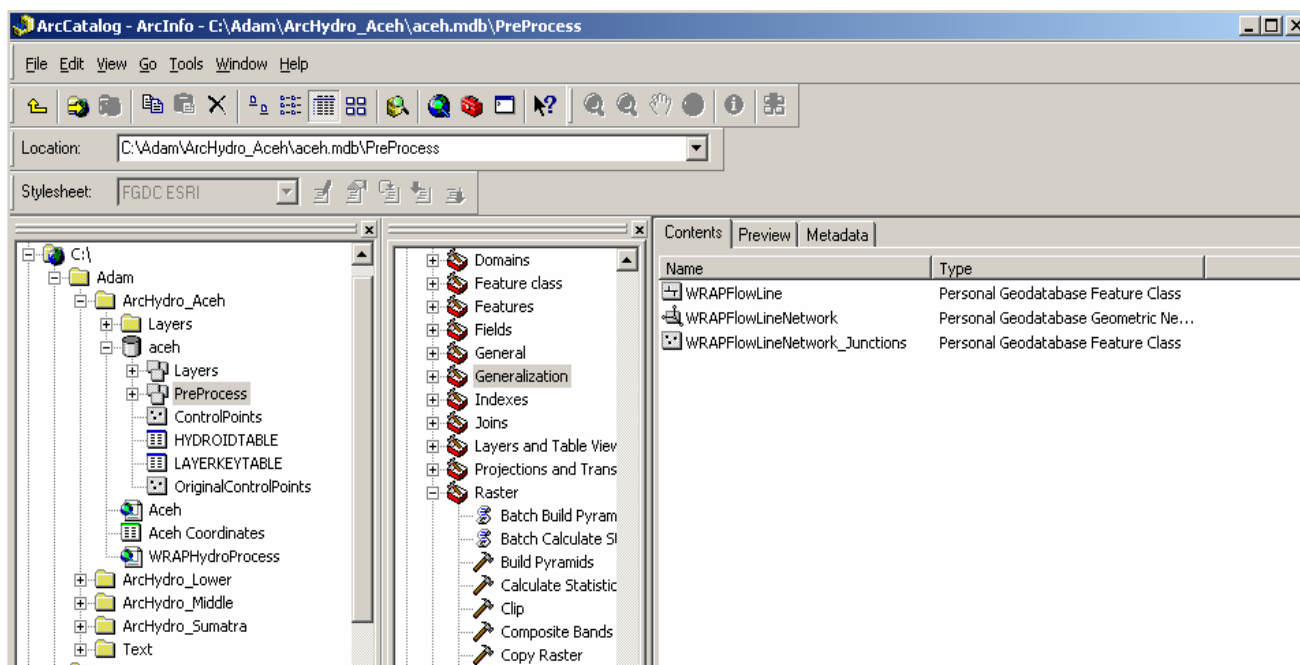 ArcCatalog - ArcInfo - C:\Adam\ArcHydro_Aceh\aceh.mdb\PreProcess
File Edit View Go Tools Window Help
Location: C:\Adam\ArcHydro_Aceh\aceh.mdb\PreProcess
Stylesheet: FGDC ESRI
C:\
Adam
ArcHydro_Aceh
Layers
aceh
Layers
PreProcess
ControlPoints
HYDROIDTABLE
LAYERKEYTABLE
OriginalControlPoints
Aceh
Aceh Coordinates
WRAPHydroProcess
ArcHydro_Lower
ArcHydro_Middle
ArcHydro_Sumatra
Text
Domains
Feature class
Features
Fields
General
Generalization
Indexes
Joins
Layers and Table View
Projections and Trans
Raster
Batch Build Pyram
Batch Calculate S
Build Pyramids
Calculate Statistic
Clip
Composite Bands
Copy Raster
Contents Preview Metadata
Name Type
WRAPFlowLine Personal Geodatabase Feature Class
WRAPFlowLineNetwork Personal Geodatabase Geometric Ne...
WRAPFlowLineNetwork_Junctions Personal Geodatabase Feature Class